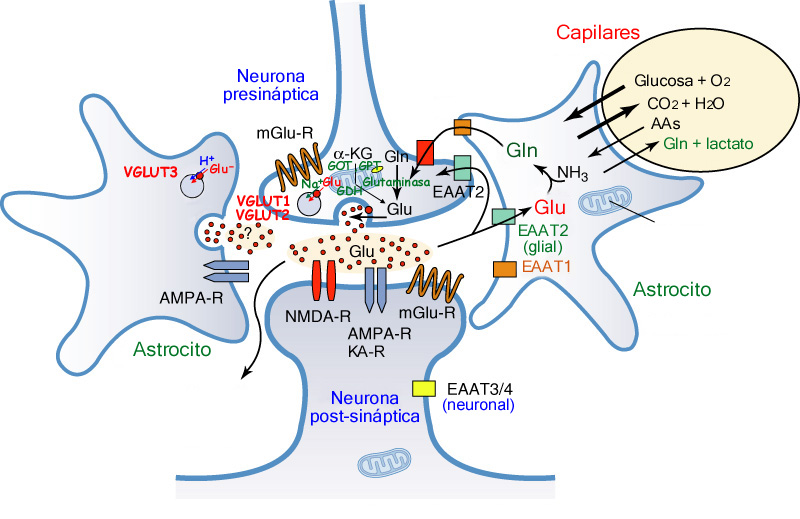 Capilares
Glucosa + O2
CO2 + H2O
AAs
Gln + lactato
Neurona
presináptica
mGlu-R
α-KG
GOT GPT
Gln
Na+
Glu
Glutaminasa
GDH
Glu
EAAT2
Gln
NH3
Glu
EAAT2
(glial)
EAAT1
Astrocito
VGLUT3
H+
Glu–
VGLUT1
VGLUT2
?
Glu
AMPA-R
Astrocito
NMDA-R
AMPA-R
KA-R
mGlu-R
Neurona
post-sináptica
EAAT3/4
(neuronal)